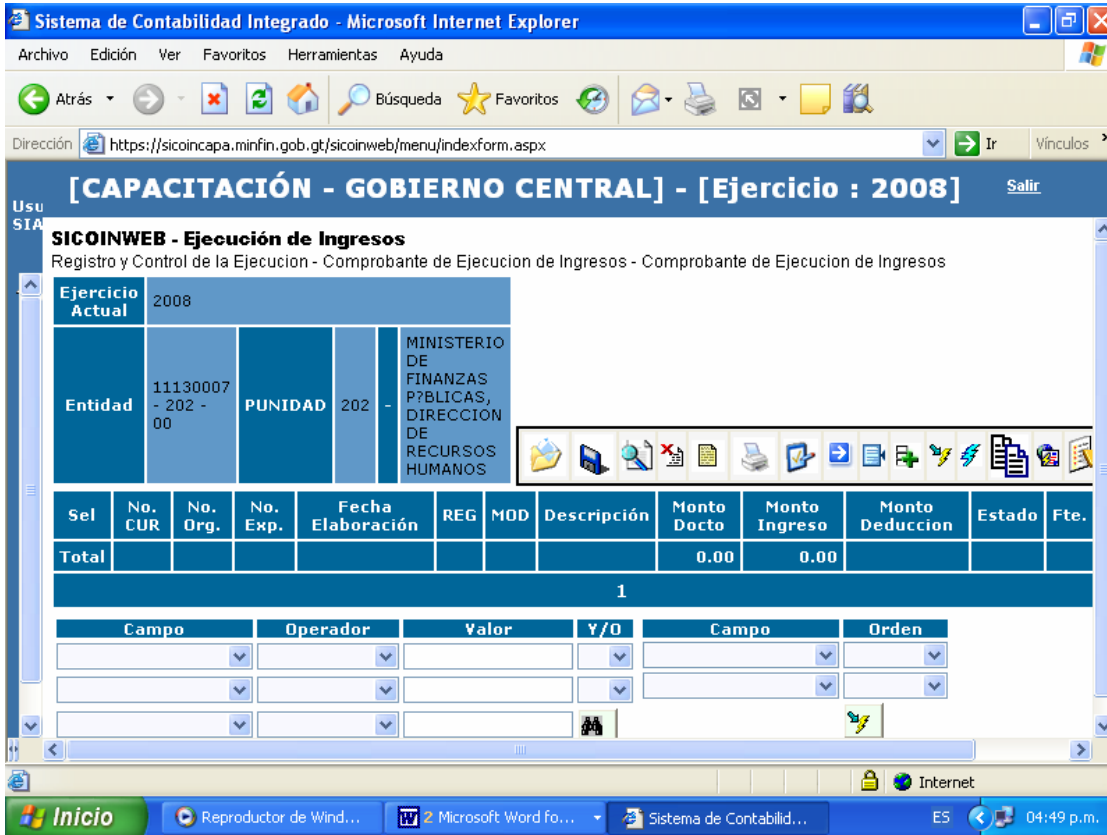 Sistema de Contabilidad Integrado - Microsoft Internet Explorer
Archivo Edición Ver Favoritos Herramientas Ayuda
Atrás Búsqueda Favoritos
Dirección https://sicoincapa.minfin.gob.gt/sicoinweb/menu/indexform.aspx Ir Vínculos
[CAPACITACIÓN - GOBIERNO CENTRAL] - [Ejercicio : 2008] Salir
Usu
SIA
SICOINWEB - Ejecución de Ingresos
Registro y Control de la Ejecucion - Comprobante de Ejecucion de Ingresos - Comprobante de Ejecucion de Ingresos
Ejercicio
Actual
2008
Entidad
11130007
- 202 -
00
PUNIDAD
202
-
MINISTERIO
DE
FINANZAS
P?BLICAS,
DIRECCION
DE
RECURSOS
HUMANOS
Sel
No.
CUR
No.
Org.
No.
Exp.
Fecha
Elaboración
REG
MOD
Descripción
Monto
Docto
Monto
Ingreso
Monto
Deduccion
Estado
Fte.
Total 0.00 0.00
1
Campo Operador Valor Y/O Campo Orden
Internet
Inicio Reproductor de Wind... 2 Microsoft Word fo... Sistema de Contabilid... ES 04:49 p.m.